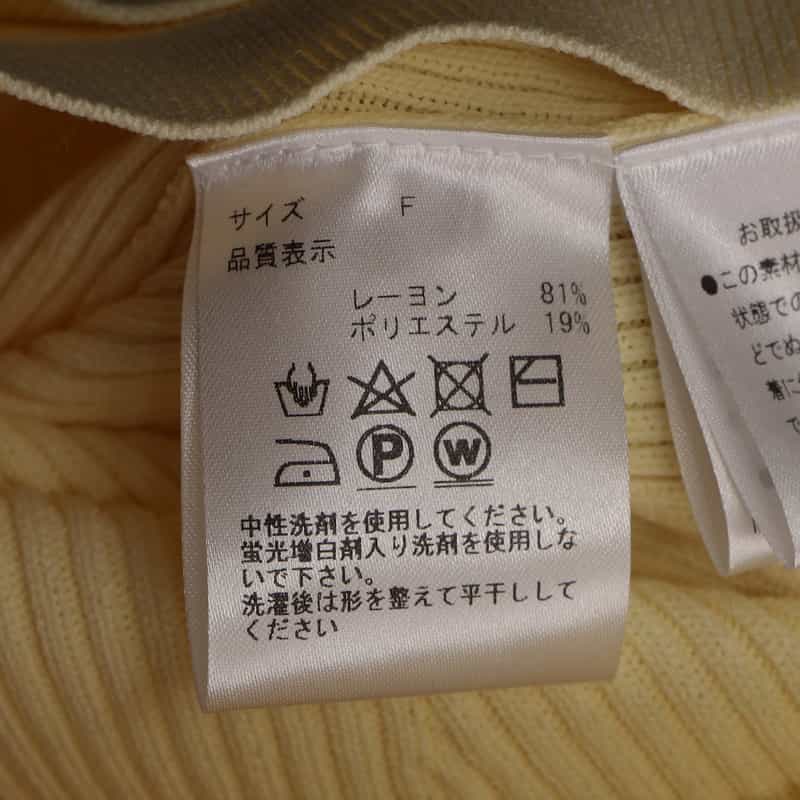 サイズ F
品質表示
レーヨン 81%
ポリエステル 19%
P W
中性洗剤を使用してください。
蛍光増白剤入り洗剤を使用しな
いで下さい。
洗濯後は形を整えて平干しして
ください
お取扱
●この素材
状態での
どでぬ
着に
で